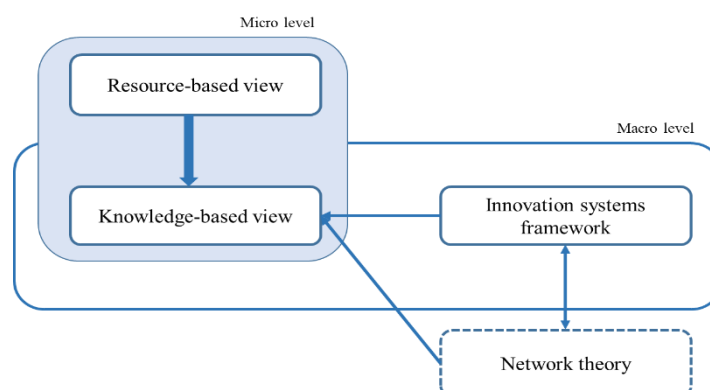 Micro level
Resource-based view
Macro level
Knowledge-based view
Innovation systems
framework
Network theory